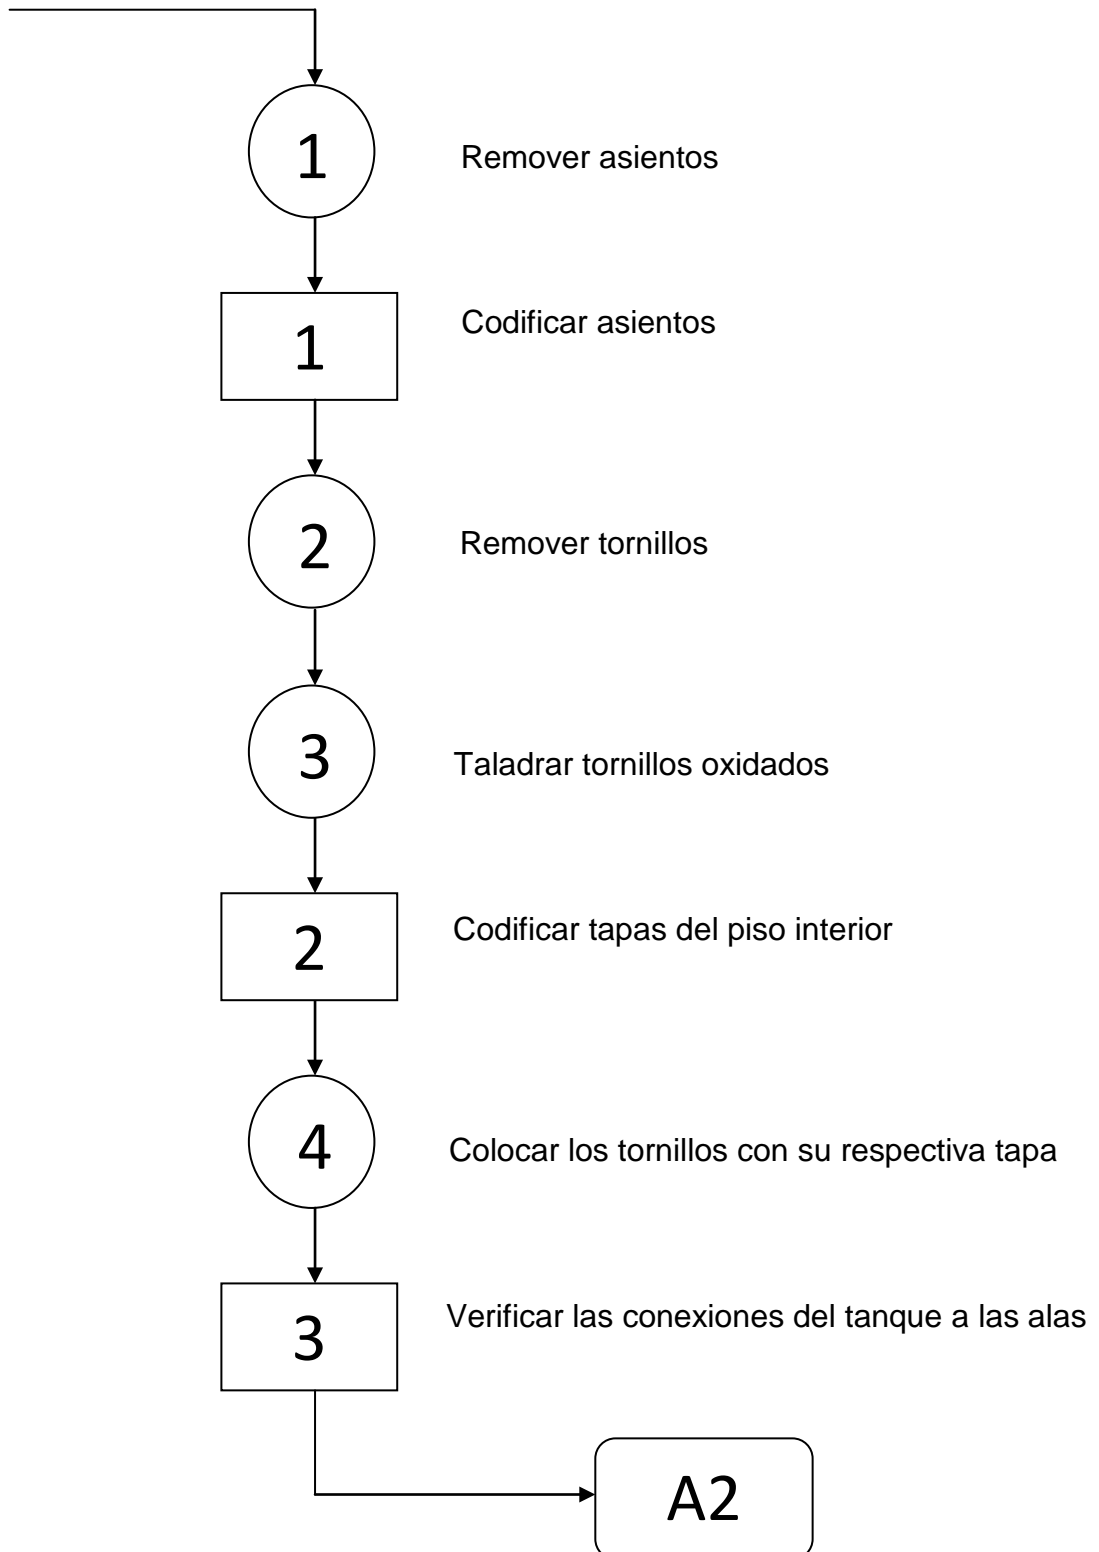 1
Remover asientos
1
Codificar asientos
2
Remover tornillos
3
Taladrar tornillos oxidados
2
Codificar tapas del piso interior
4
Colocar los tornillos con su respectiva tapa
3
Verificar las conexiones del tanque a las alas
A2